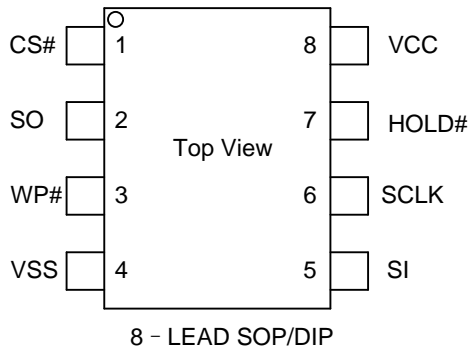 CS# 1 8 VCC
SO 2 7 HOLD#
Top View
WP# 3 6 SCLK
VSS 4 5 SI
8 - LEAD SOP/DIP